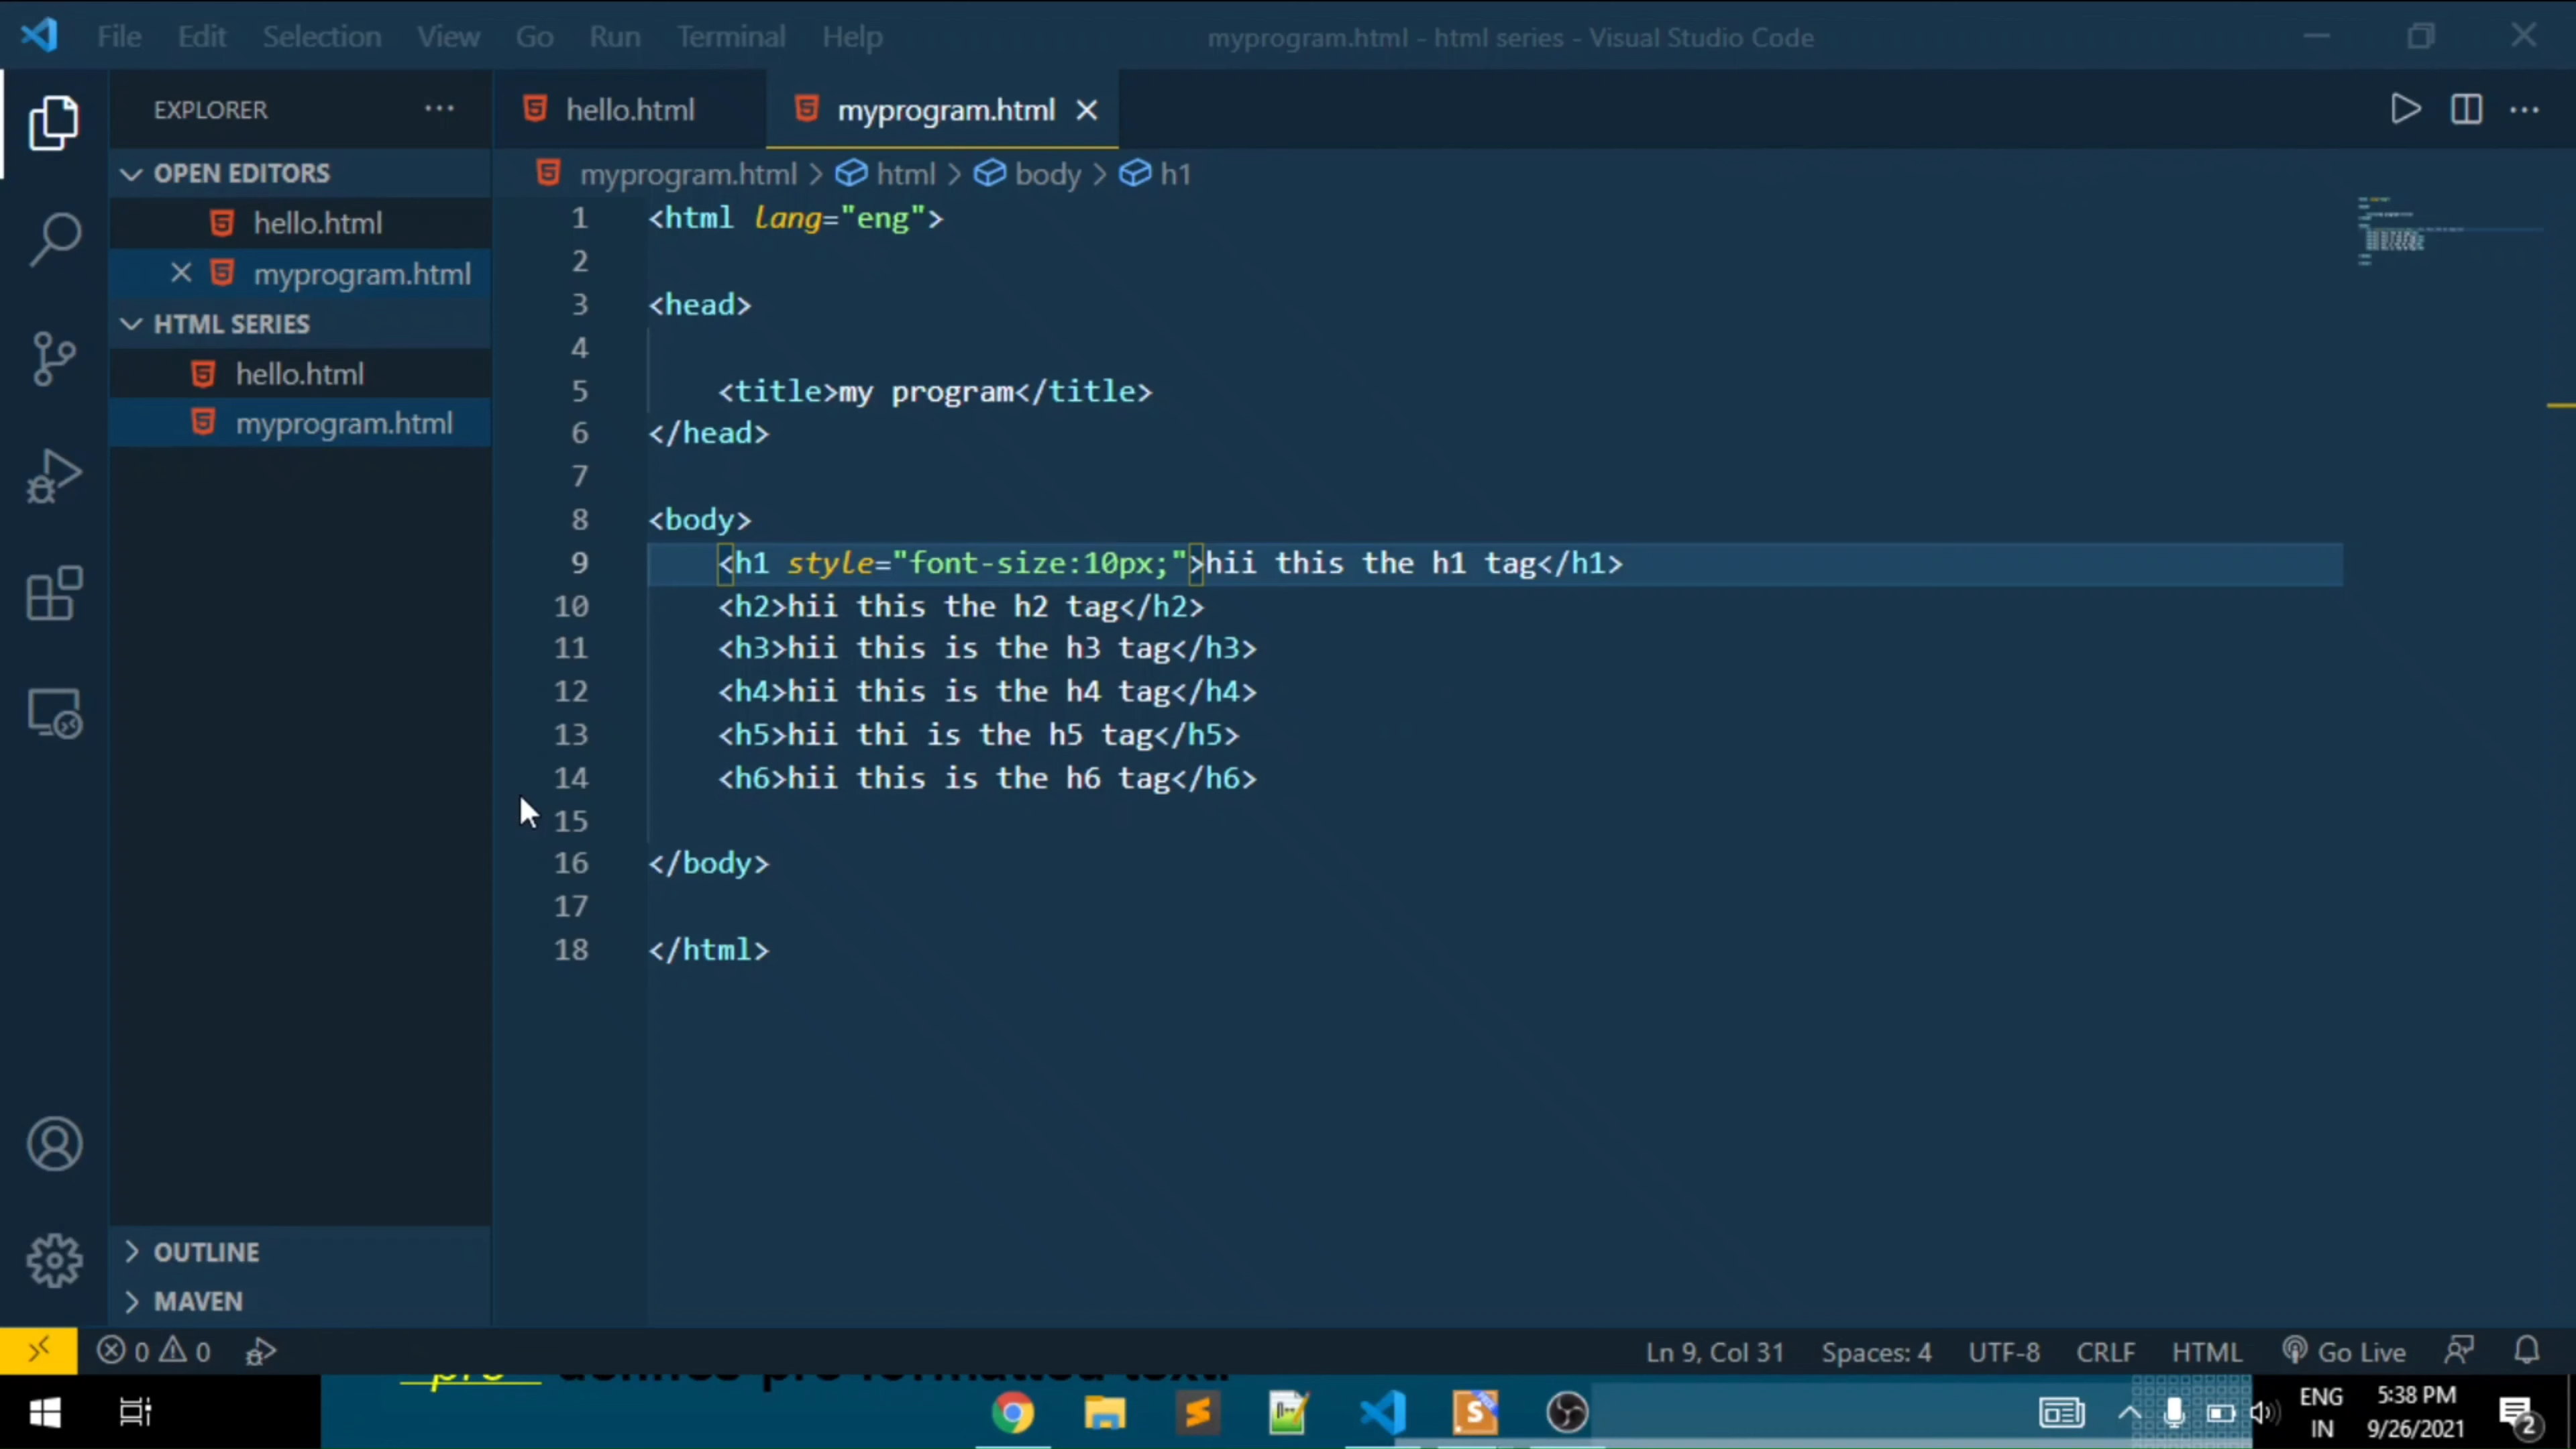 File Edit Selection View Go Run Terminal Help myprogram.html - html series - Visual Studio Code
EXPLORER
OPEN EDITORS
hello.html
myprogram.html
HTML SERIES
hello.html
myprogram.html
OUTLINE
MAVEN
hello.html myprogram.html
myprogram.html > html > body > h1
1 <html lang="eng">
2
3 <head>
4
5 <title>my program</title>
6 </head>
7
8 <body>
9 <h1 style="font-size:10px;">hii this the h1 tag</h1>
10 <h2>hii this the h2 tag</h2>
11 <h3>hii this is the h3 tag</h3>
12 <h4>hii this is the h4 tag</h4>
13 <h5>hii thi is the h5 tag</h5>
14 <h6>hii this is the h6 tag</h6>
15
16 </body>
17
18 </html>
0 0 Ln 9, Col 31 Spaces: 4 UTF-8 CRLF HTML Go Live
ENG 5:38 PM
IN 9/26/2021 2